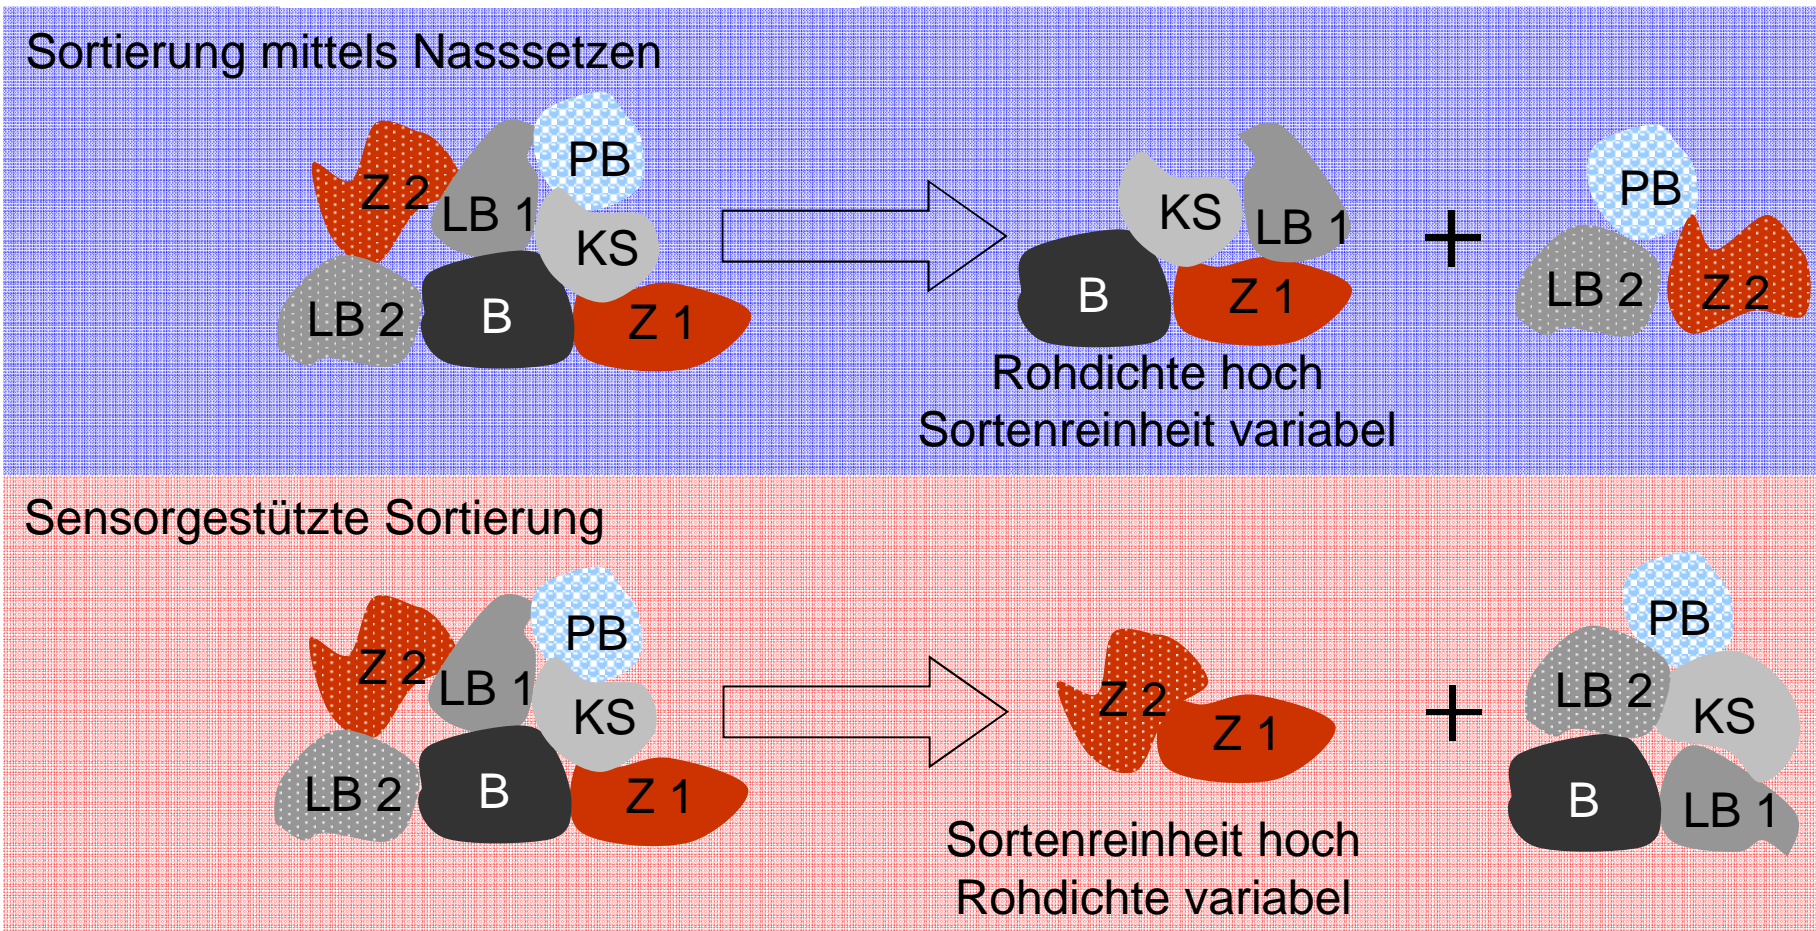 Sortierung mittels Nasssetzen
PB
Z 2
LB 1
KS
LB 2
B
Z 1
KS
LB 1
B
Z 1
+
PB
LB 2
Z 2
Rohdichte hoch
Sortenreinheit variabel
Sensorgestützte Sortierung
PB
Z 2
LB 1
KS
LB 2
B
Z 1
Z 2
Z 1
+
PB
LB 2
KS
B
LB 1
Sortenreinheit hoch
Rohdichte variabel